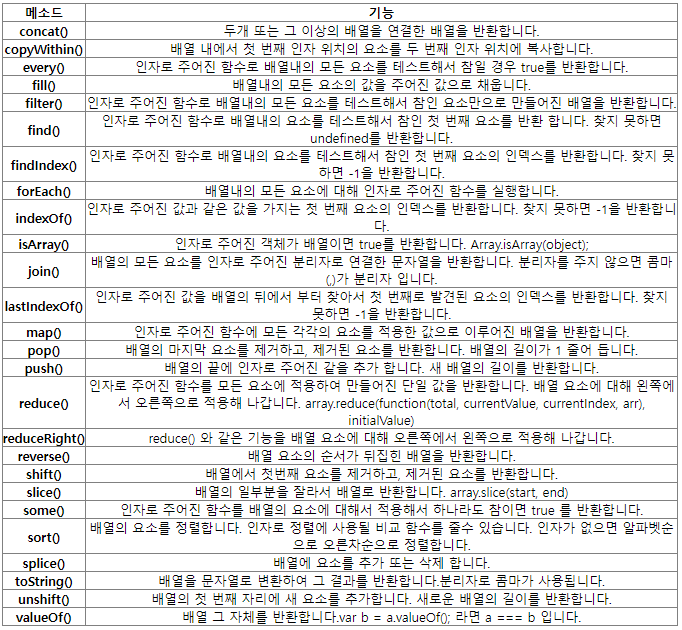 메소드 기능
concat() 두개 또는 그 이상의 배열을 연결한 배열을 반환합니다.
copyWithin() 배열 내에서 첫 번째 인자 위치의 요소를 두 번째 인자 위치에 복사합니다.
every() 인자로 주어진 함수로 배열내의 모든 요소를 테스트해서 참일 경우 true를 반환합니다.
fill() 배열내의 모든 요소의 값을 주어진 값으로 채웁니다.
filter() 인자로 주어진 함수로 배열내의 모든 요소를 테스트해서 참인 요소만으로 만들어진 배열을 반환합니다.
find() 인자로 주어진 함수로 배열내의 요소를 테스트해서 참인 첫 번째 요소를 반환 합니다. 찾지 못하면
undefined를 반환합니다.
findIndex() 인자로 주어진 함수로 배열내의 요소를 테스트해서 참인 첫 번째 요소의 인덱스를 반환합니다. 찾지 못
하면 -1을 반환합니다.
forEach() 배열내의 모든 요소에 대해 인자로 주어진 함수를 실행합니다.
indexOf() 인자로 주어진 값과 같은 값을 가지는 첫 번째 요소의 인덱스를 반환합니다. 찾지 못하면 -1을 반환합니
다.
isArray() 인자로 주어진 객체가 배열이면 true를 반환합니다. Array.isArray(object);
join() 배열의 모든 요소를 인자로 주어진 분리자로 연결한 문자열을 반환합니다. 분리자를 주지 않으면 콤마
(,)가 분리자 입니다.
lastIndexOf() 인자로 주어진 값을 배열의 뒤에서 부터 찾아서 첫 번째로 발견된 요소의 인덱스를 반환합니다. 찾지
못하면 -1을 반환합니다.
map() 인자로 주어진 함수에 모든 각각의 요소를 적용한 값으로 이루어진 배열을 반환합니다.
pop() 배열의 마지막 요소를 제거하고, 제거된 요소를 반환합니다. 배열의 길이가 1 줄어 듭니다.
push() 배열의 끝에 인자로 주어진 같을 추가 합니다. 새 배열의 길이를 반환합니다.
reduce() 인자로 주어진 함수를 모든 요소에 적용하여 만들어진 단일 값을 반환합니다. 배열 요소에 대해 왼쪽에
서 오른쪽으로 적용해 나갑니다. array.reduce(function(total, currentValue, currentIndex, arr),
initialValue)
reduceRight() reduce() 와 같은 기능을 배열 요소에 대해 오른쪽에서 왼쪽으로 적용해 나갑니다.
reverse() 배열 요소의 순서가 뒤집힌 배열을 반환합니다.
shift() 배열에서 첫번째 요소를 제거하고, 제거된 요소를 반환합니다.
slice() 배열의 일부분을 잘라서 배열로 반환합니다. array.slice(start, end)
some() 인자로 주어진 함수를 배열의 요소에 대해서 적용해서 하나라도 참이면 true 를 반환합니다.
sort() 배열의 요소를 정렬합니다. 인자로 정렬에 사용될 비교 함수를 줄수 있습니다. 인자가 없으면 알파벳순
으로 오른차순으로 정렬합니다.
splice() 배열에 요소를 추가 또는 삭제 합니다.
toString() 배열을 문자열로 변환하여 그 결과를 반환합니다.분리자로 콤마가 사용됩니다.
unshift() 배열의 첫 번째 자리에 새 요소를 추가합니다. 새로운 배열의 길이를 반환합니다.
valueOf() 배열 그 자체를 반환합니다.var b = a.valueOf(); 라면 a === b 입니다.